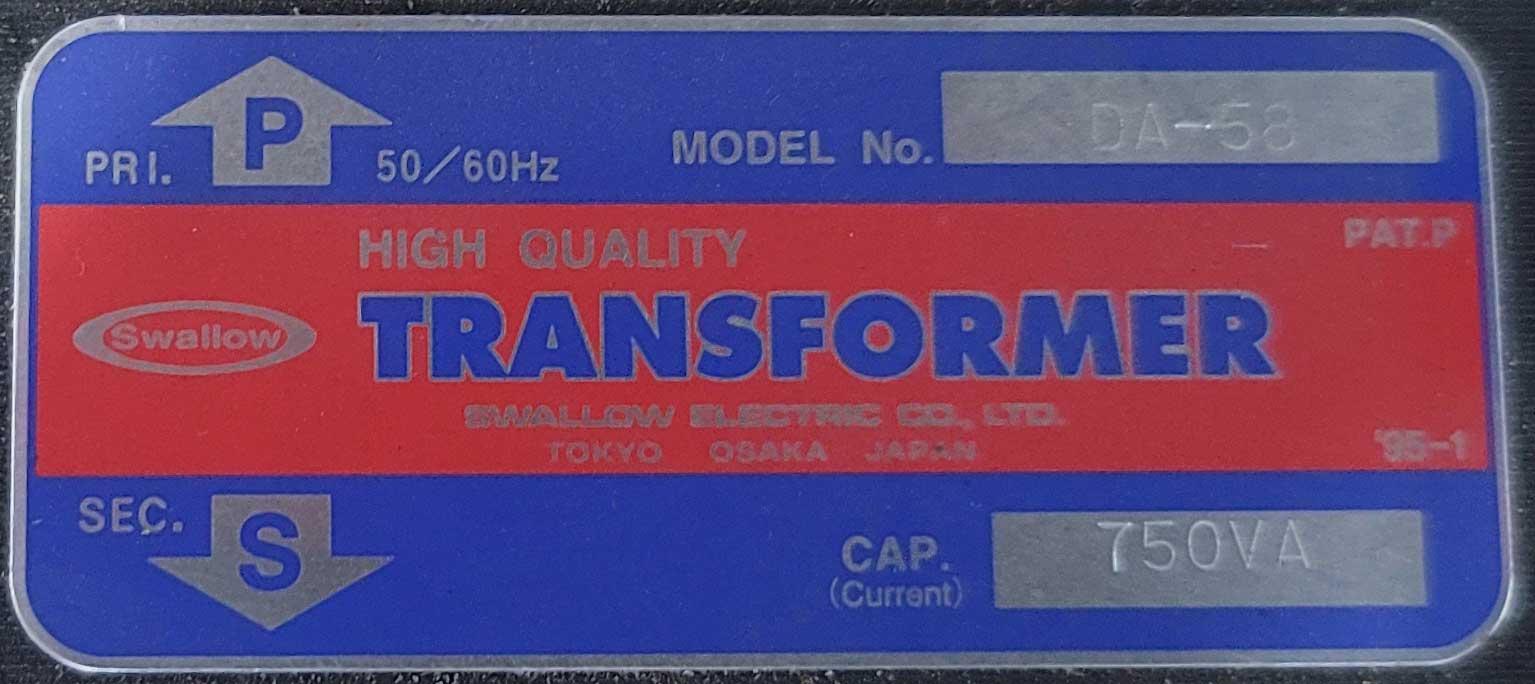 P
PRI.
50/60Hz
MODEL No.
DA-58
HIGH QUALITY
PAT.P
Swallow
TRANSFORMER
SWALLOW ELECTRIC CO., LTD.
TOKYO OSAKA JAPAN
'95-1
SEC.
S
CAP.
(Current)
750VA